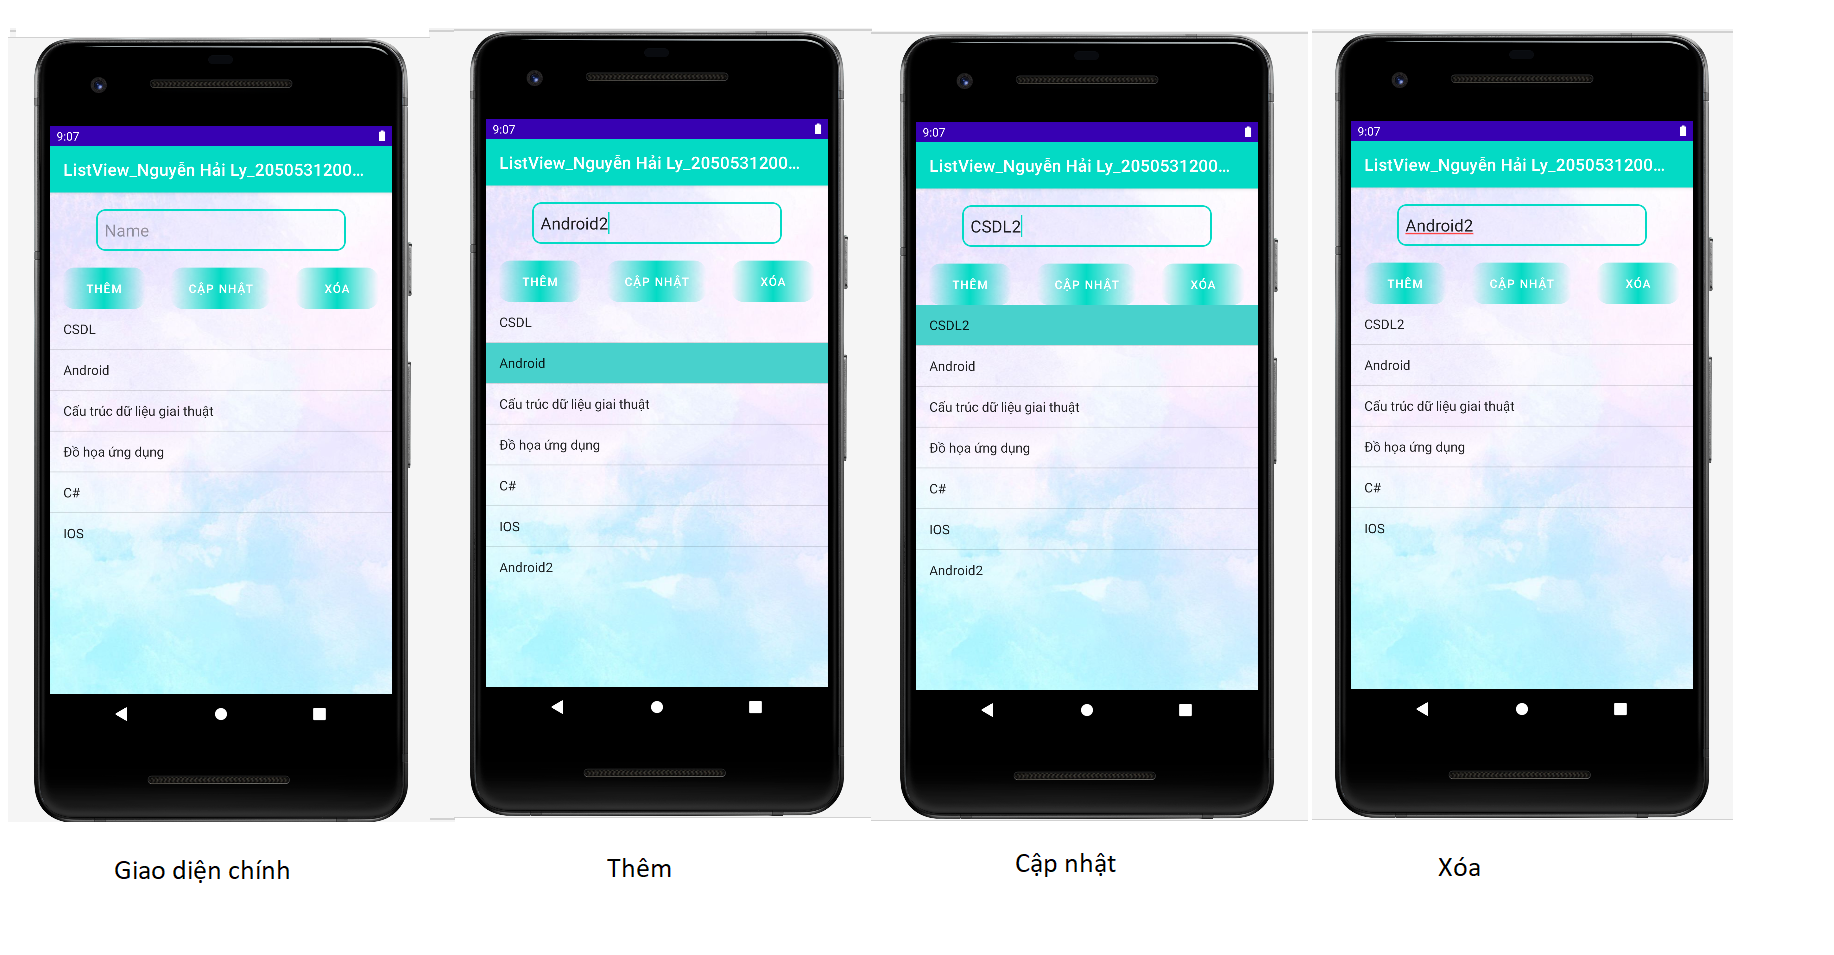 9:07
ListView_Nguyễn Hải Ly_2050531200...
Name
THÊM
CẬP NHẬT
XÓA
CSDL
Android
Cấu trúc dữ liệu giai thuật
Đồ họa ứng dụng
C#
IOS
Giao diện chính
9:07
ListView_Nguyễn Hải Ly_2050531200...
Android2
THÊM
CẬP NHẬT
XÓA
CSDL
Android
Cấu trúc dữ liệu giai thuật
Đồ họa ứng dụng
C#
IOS
Android2
Thêm
9:07
ListView_Nguyễn Hải Ly_2050531200...
CSDL2
THÊM
CẬP NHẬT
XÓA
CSDL2
Android
Cấu trúc dữ liệu giai thuật
Đồ họa ứng dụng
C#
IOS
Android2
Cập nhật
9:07
ListView_Nguyễn Hải Ly_2050531200...
Android2
THÊM
CẬP NHẬT
XÓA
CSDL2
Android
Cấu trúc dữ liệu giai thuật
Đồ họa ứng dụng
C#
IOS
Xóa